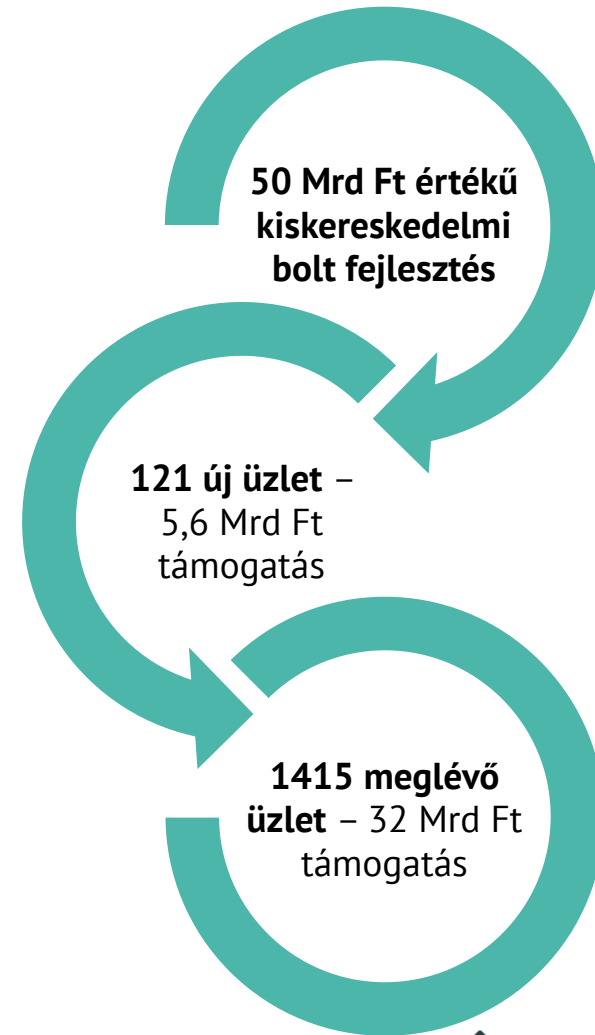 50 Mrd Ft értékű
kiskereskedelmi
bolt fejlesztés
121 új üzlet –
5,6 Mrd Ft
támogatás
1415 meglévő
üzlet – 32 Mrd Ft
támogatás